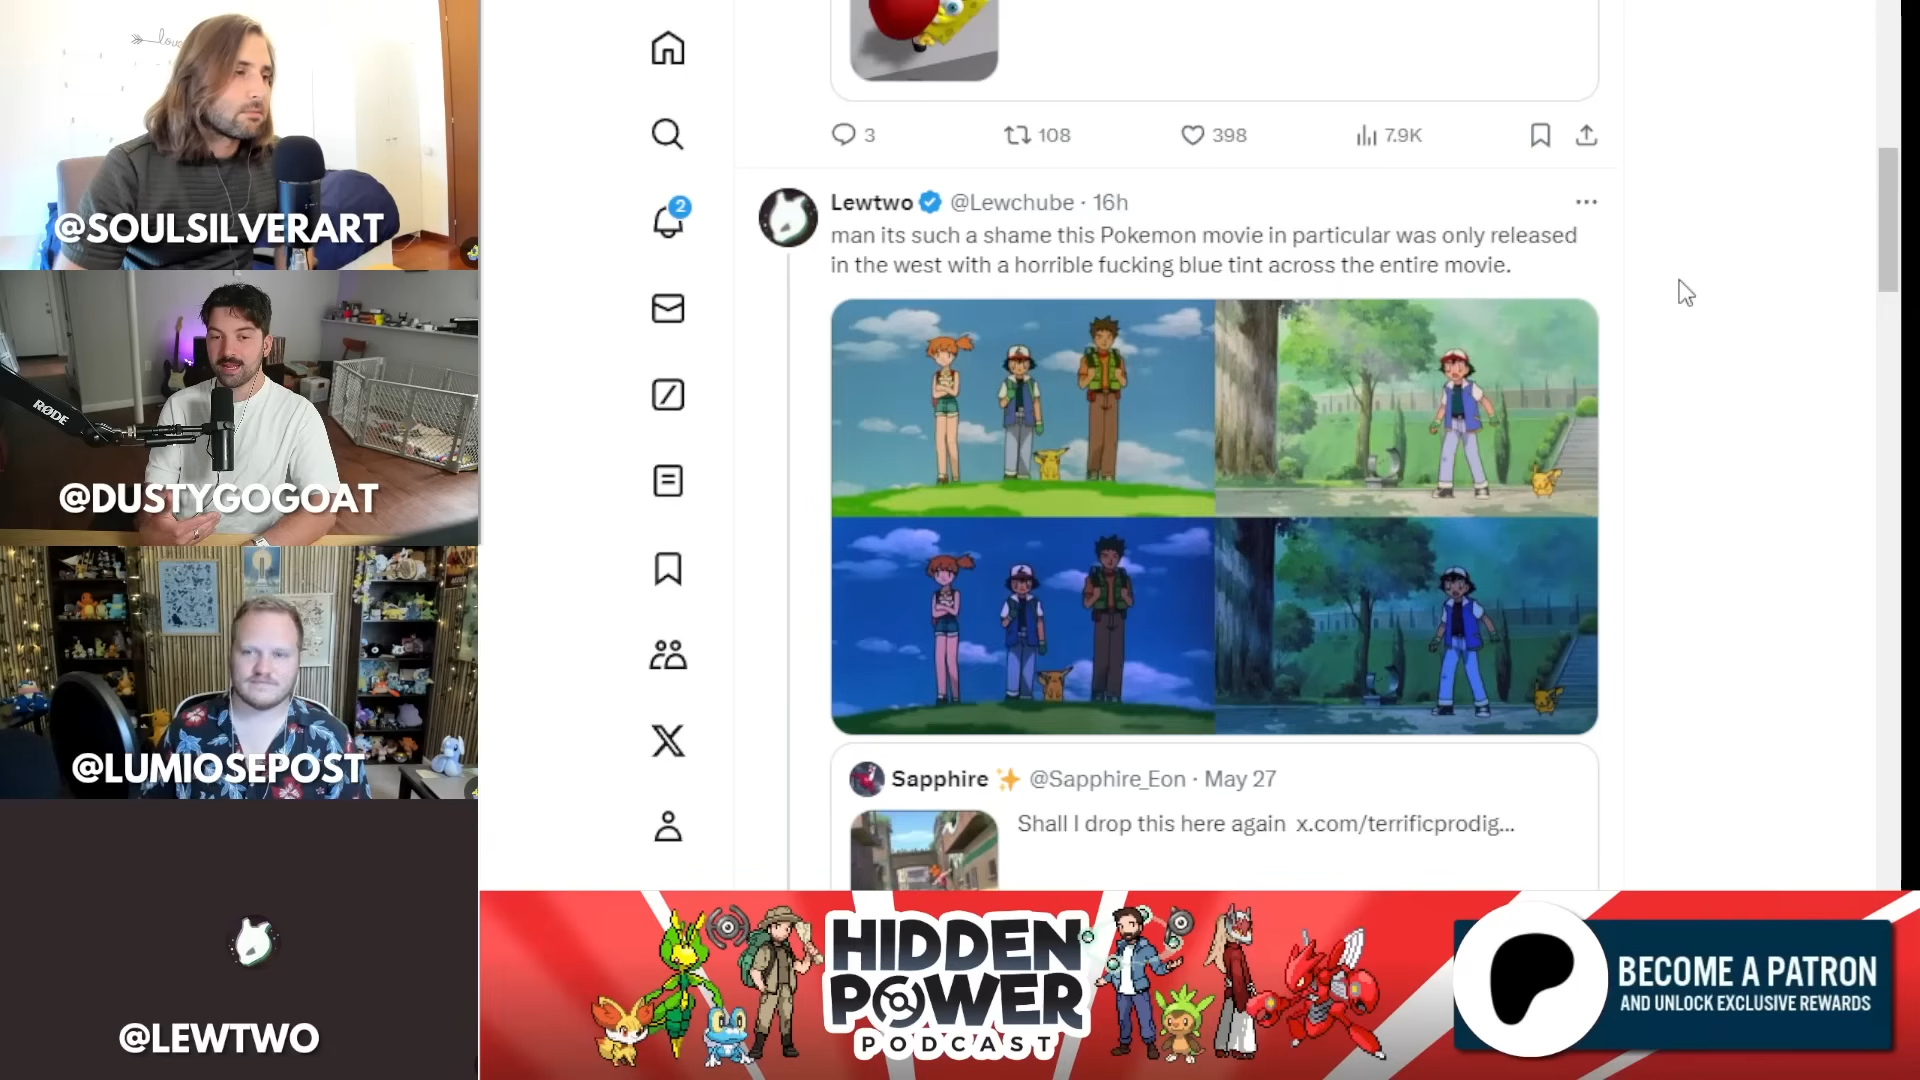 love
@SOULSILVERART
RØDE
@DUSTYGOGOAT
@LUMIOSEPOST
@LEWTWO
3
108
398
7.9K
2
Lewtwo @Lewchube · 16h
man its such a shame this Pokemon movie in particular was only released
in the west with a horrible fucking blue tint across the entire movie.
Sapphire ✨ @Sapphire_Eon · May 27
Shall I drop this here again x.com/terrificprodig...
HIDDEN
POWER
PODCAST
BECOME A PATRON
AND UNLOCK EXCLUSIVE REWARDS